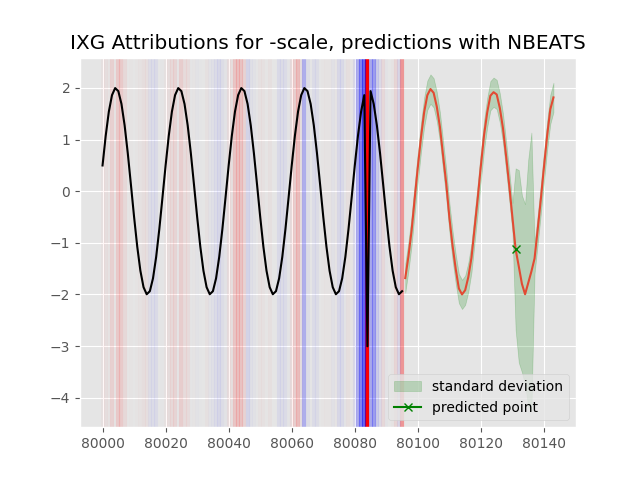 IXG Attributions for -scale, predictions with NBEATS
2
1
0
−1
−2
−3
−4
standard deviation
predicted point
80000 80020 80040 80060 80080 80100 80120 80140